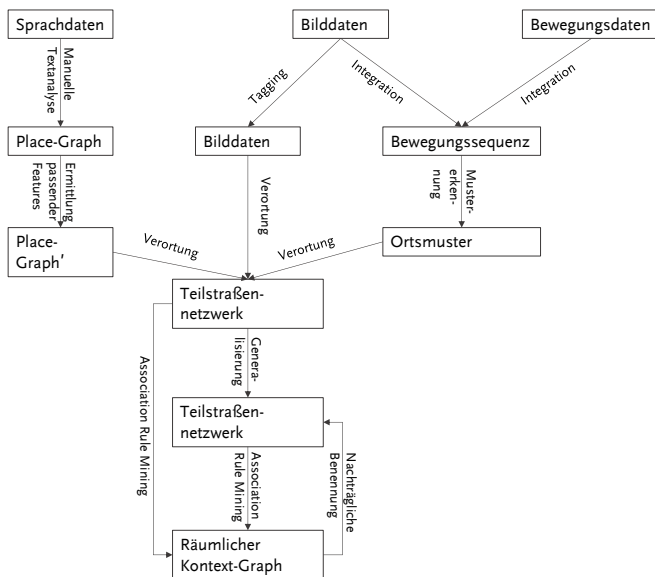 Sprachdaten
Bilddaten
Bewegungsdaten
Manuelle
Textanalyse
Tagging
Integration
Integration
Place-Graph
Bilddaten
Bewegungssequenz
Ermittlung
passender
Features
Verortung
Muster-
erken-
nung
Place-
Graph′
Verortung
Verortung
Ortsmuster
Teilstraßen-
netzwerk
Association Rule Mining
Genera-
lisierung
Teilstraßen-
netzwerk
Association
Rule Mining
Nachträgliche
Benennung
Räumlicher
Kontext-Graph